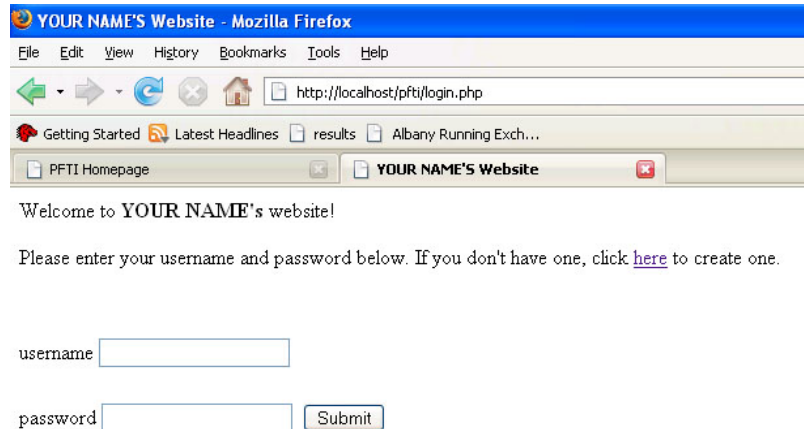 YOUR NAME'S Website - Mozilla Firefox
File Edit View History Bookmarks Tools Help
http://localhost/pfti/login.php
Getting Started Latest Headlines results Albany Running Exch...
PFTI Homepage YOUR NAME'S Website
Welcome to YOUR NAME's website!
Please enter your username and password below. If you don't have one, click here to create one.
username
password Submit